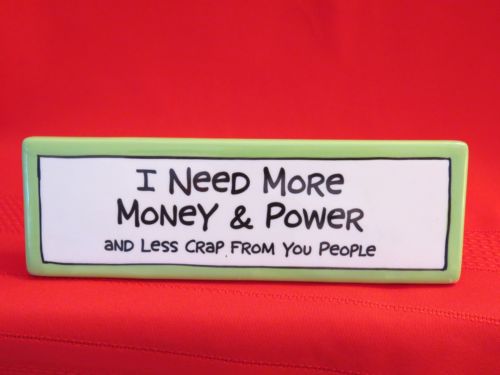 I Need More
Money & Power
and Less Crap From You People